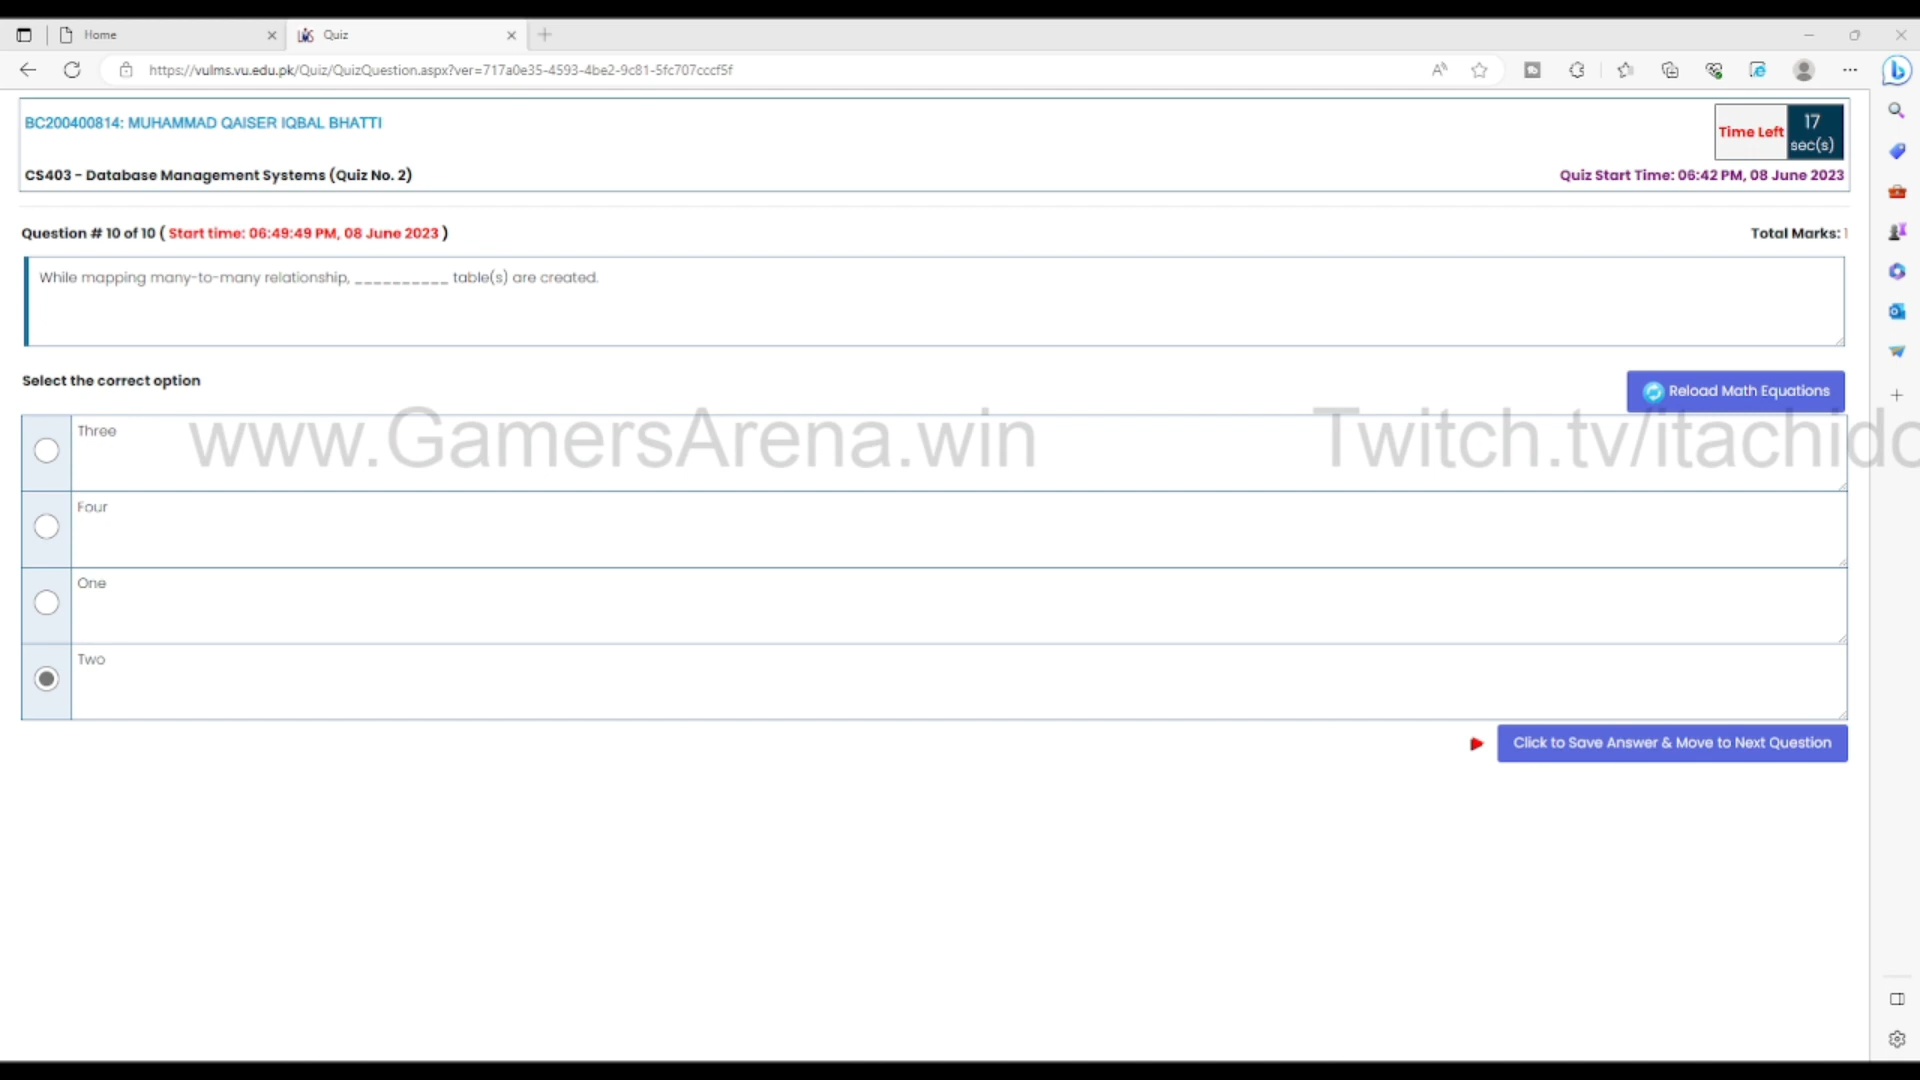 Home
Quiz
https://vulms.vu.edu.pk/Quiz/QuizQuestion.aspx?ver=717a0e35-4593-4be2-9c81-5fc707cccf5f
BC200400814: MUHAMMAD QAISER IQBAL BHATTI
Time Left
17
sec(s)
CS403 - Database Management Systems (Quiz No. 2)
Quiz Start Time: 06:42 PM, 08 June 2023
Question # 10 of 10 ( Start time: 06:49:49 PM, 08 June 2023 )
Total Marks: 1
While mapping many-to-many relationship, __________ table(s) are created.
Select the correct option
Reload Math Equations
Three
www.GamersArena.win
Twitch.tv/itachido
Four
One
Two
Click to Save Answer & Move to Next Question